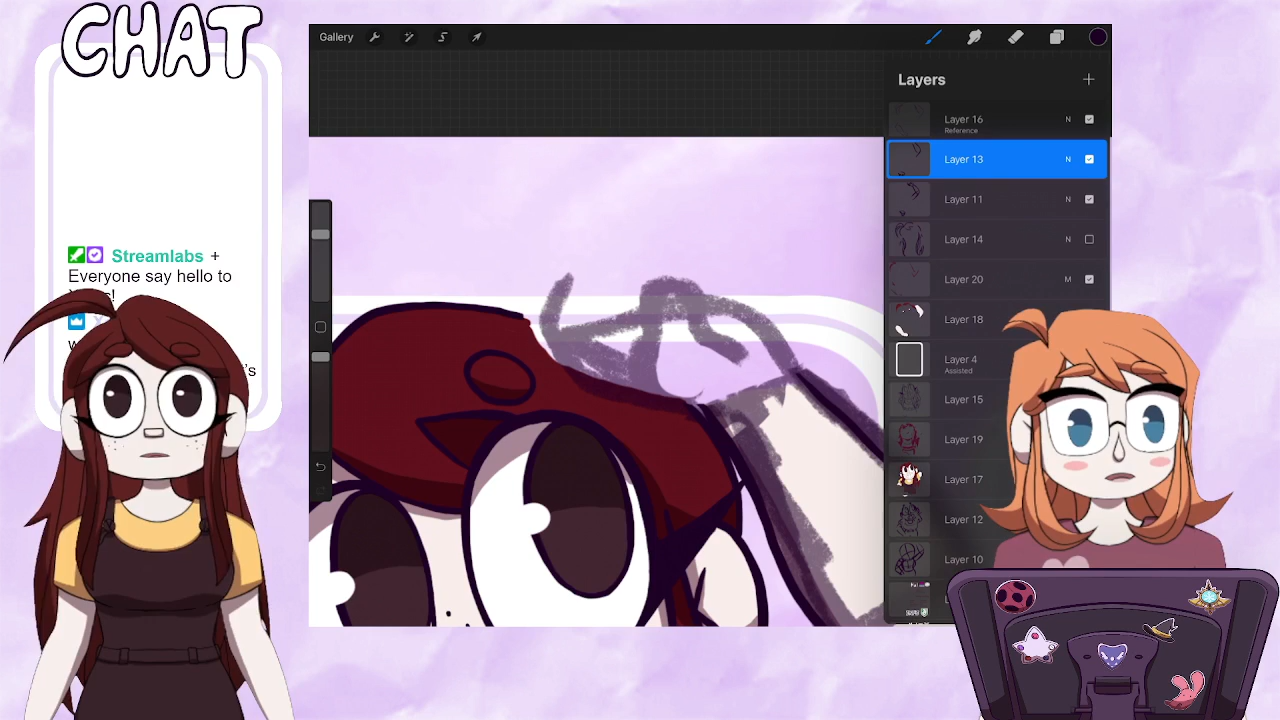 CHAT
Streamlabs +
Everyone say hello to
Gallery
Layers
Layer 16
Reference
N
Layer 13
N
Layer 11
N
Layer 14
N
Layer 20
M
Layer 18
Layer 4
Assisted
Layer 15
Layer 19
Layer 17
Layer 12
Layer 10